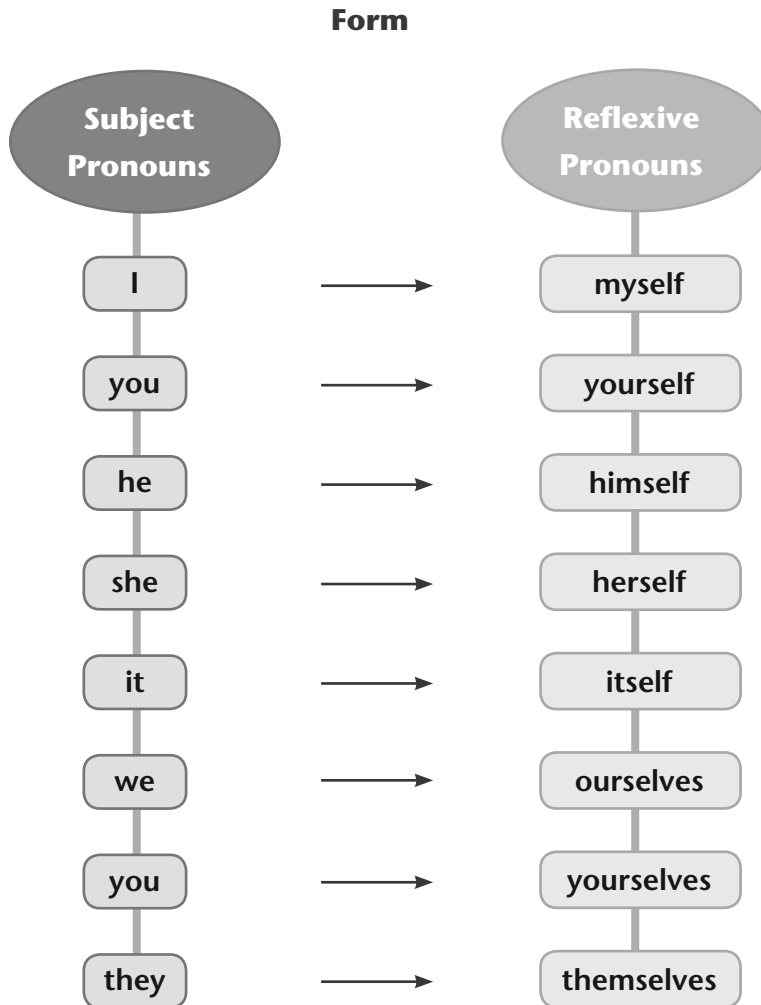 Form
Subject
Pronouns
Reflexive
Pronouns
I
myself
you
yourself
he
himself
she
herself
it
itself
we
ourselves
you
yourselves
they
themselves